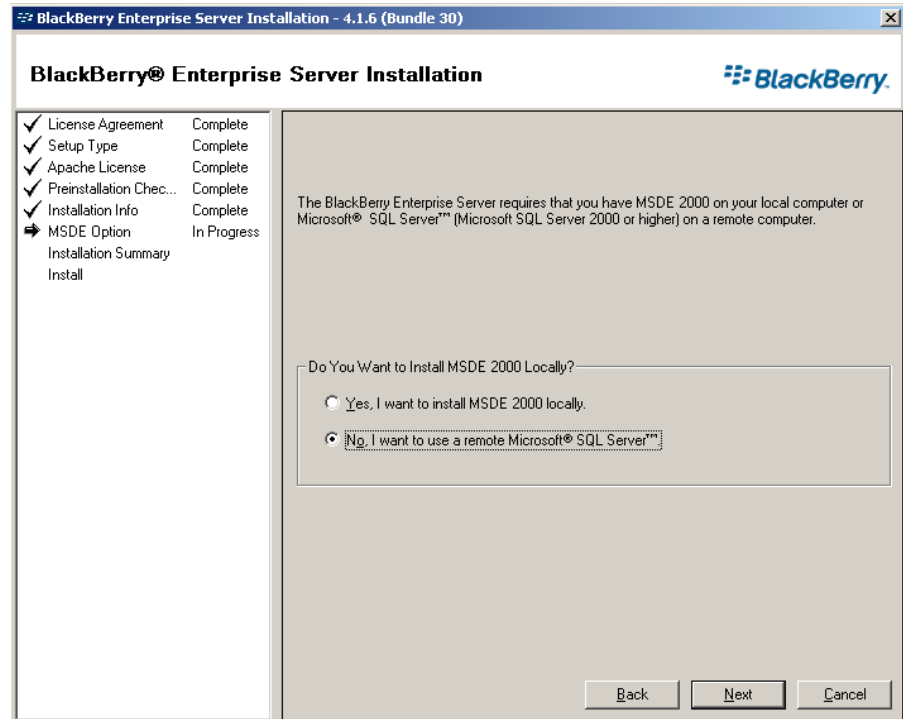 BlackBerry Enterprise Server Installation - 4.1.6 (Bundle 30)
BlackBerry® Enterprise Server Installation
BlackBerry.
License Agreement Complete
Setup Type Complete
Apache License Complete
Preinstallation Chec... Complete
Installation Info Complete
MSDE Option In Progress
Installation Summary
Install
The BlackBerry Enterprise Server requires that you have MSDE 2000 on your local computer or
Microsoft® SQL Server™ (Microsoft SQL Server 2000 or higher) on a remote computer.
Do You Want to Install MSDE 2000 Locally?
Yes, I want to install MSDE 2000 locally.
No, I want to use a remote Microsoft® SQL Server™.
Back Next Cancel